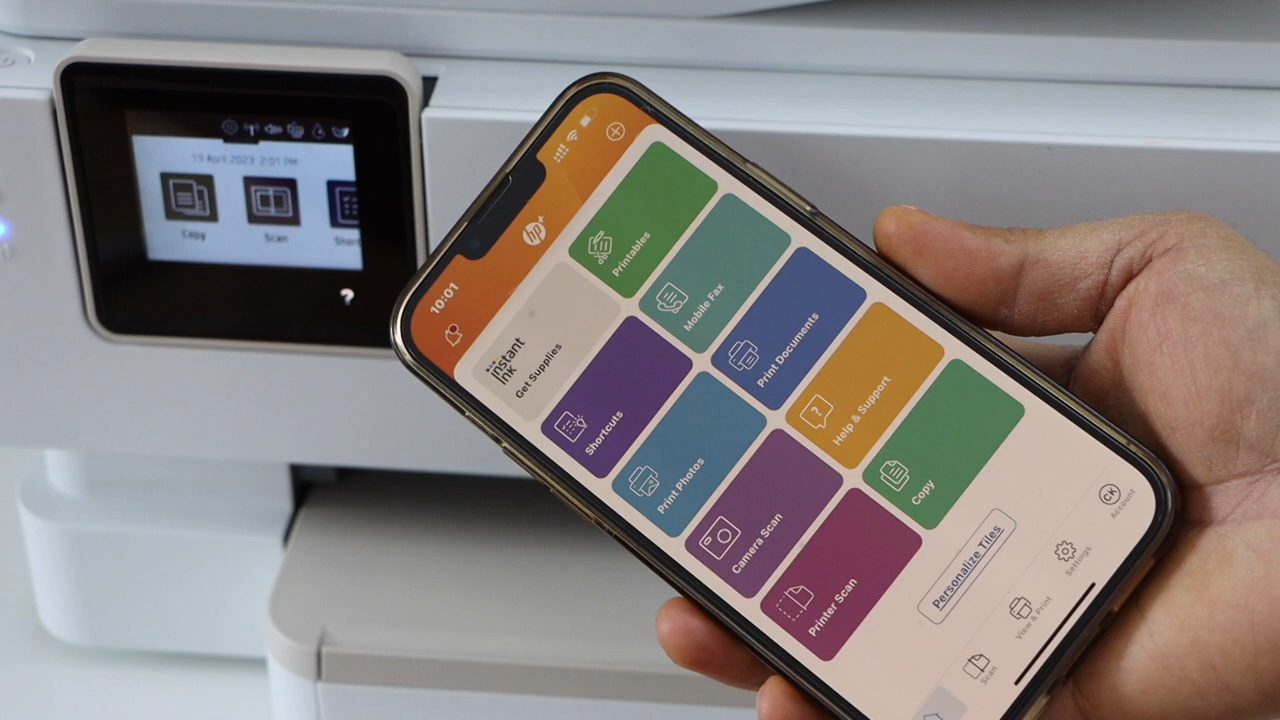 19 April 2023 2:01 PM
Copy
Scan
Short
?
10:01
hp
Instant
Ink
Get Supplies
Printables
Shortcuts
Mobile Fax
Print Photos
Print Documents
Camera Scan
?
Help & Support
Printer Scan
Copy
Personalize Tiles
Scan
View & Print
Settings
CK
Account